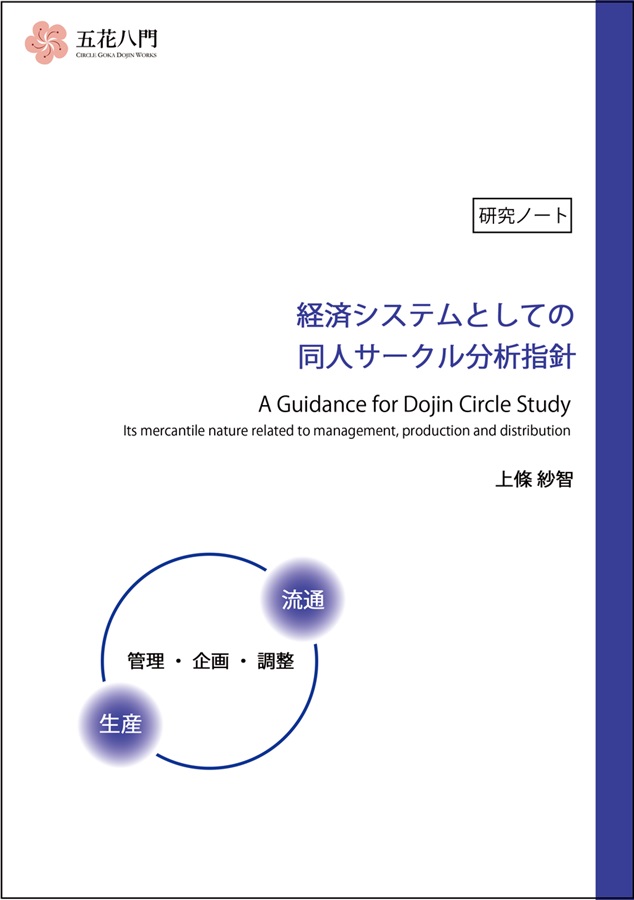 五花八門
CIRCLE GOKA DOJIN WORKS
研究ノート
経済システムとしての
同人サークル分析指針
A Guidance for Dojin Circle Study
Its mercantile nature related to management, production and distribution
上條 紗智
流通
管理 ・ 企画 ・ 調整
生産